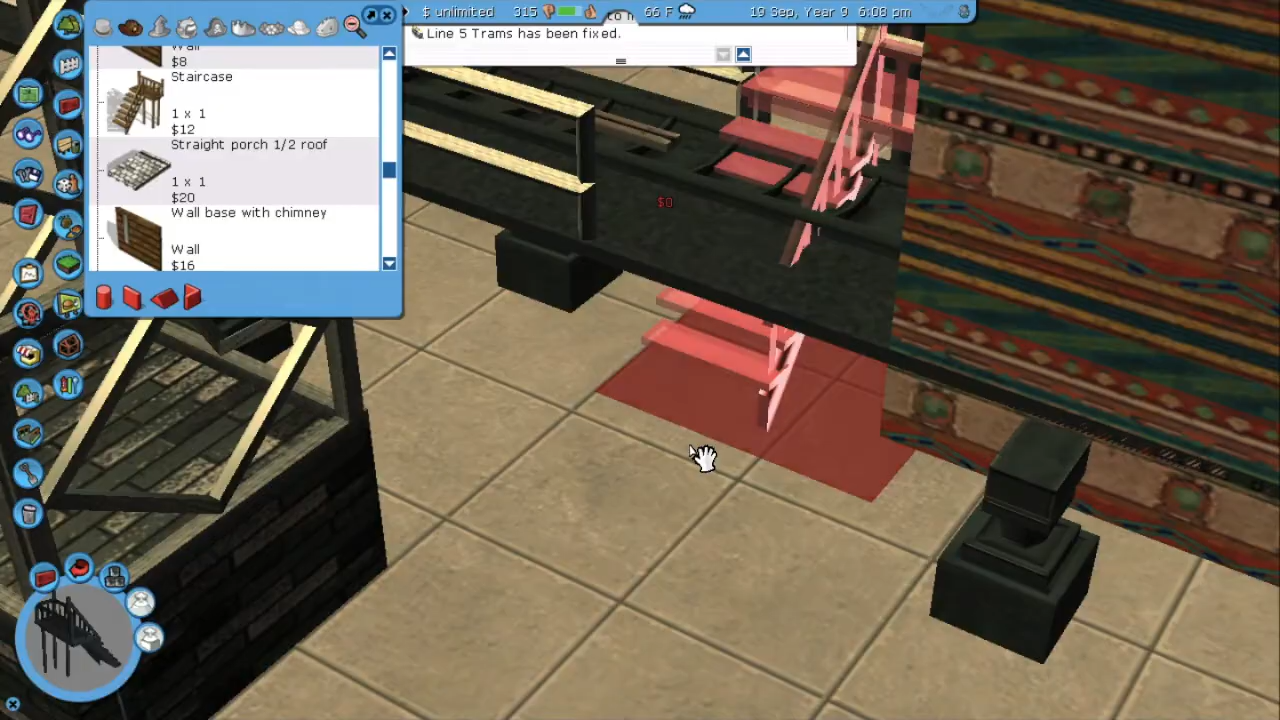 $ unlimited 315 66 F 19 Sep, Year 9 6:08 pm
Line 5 Trams has been fixed.
Wall
$8
Staircase
1 x 1
$12
Straight porch 1/2 roof
1 x 1
$20
Wall base with chimney
Wall
$16
$0